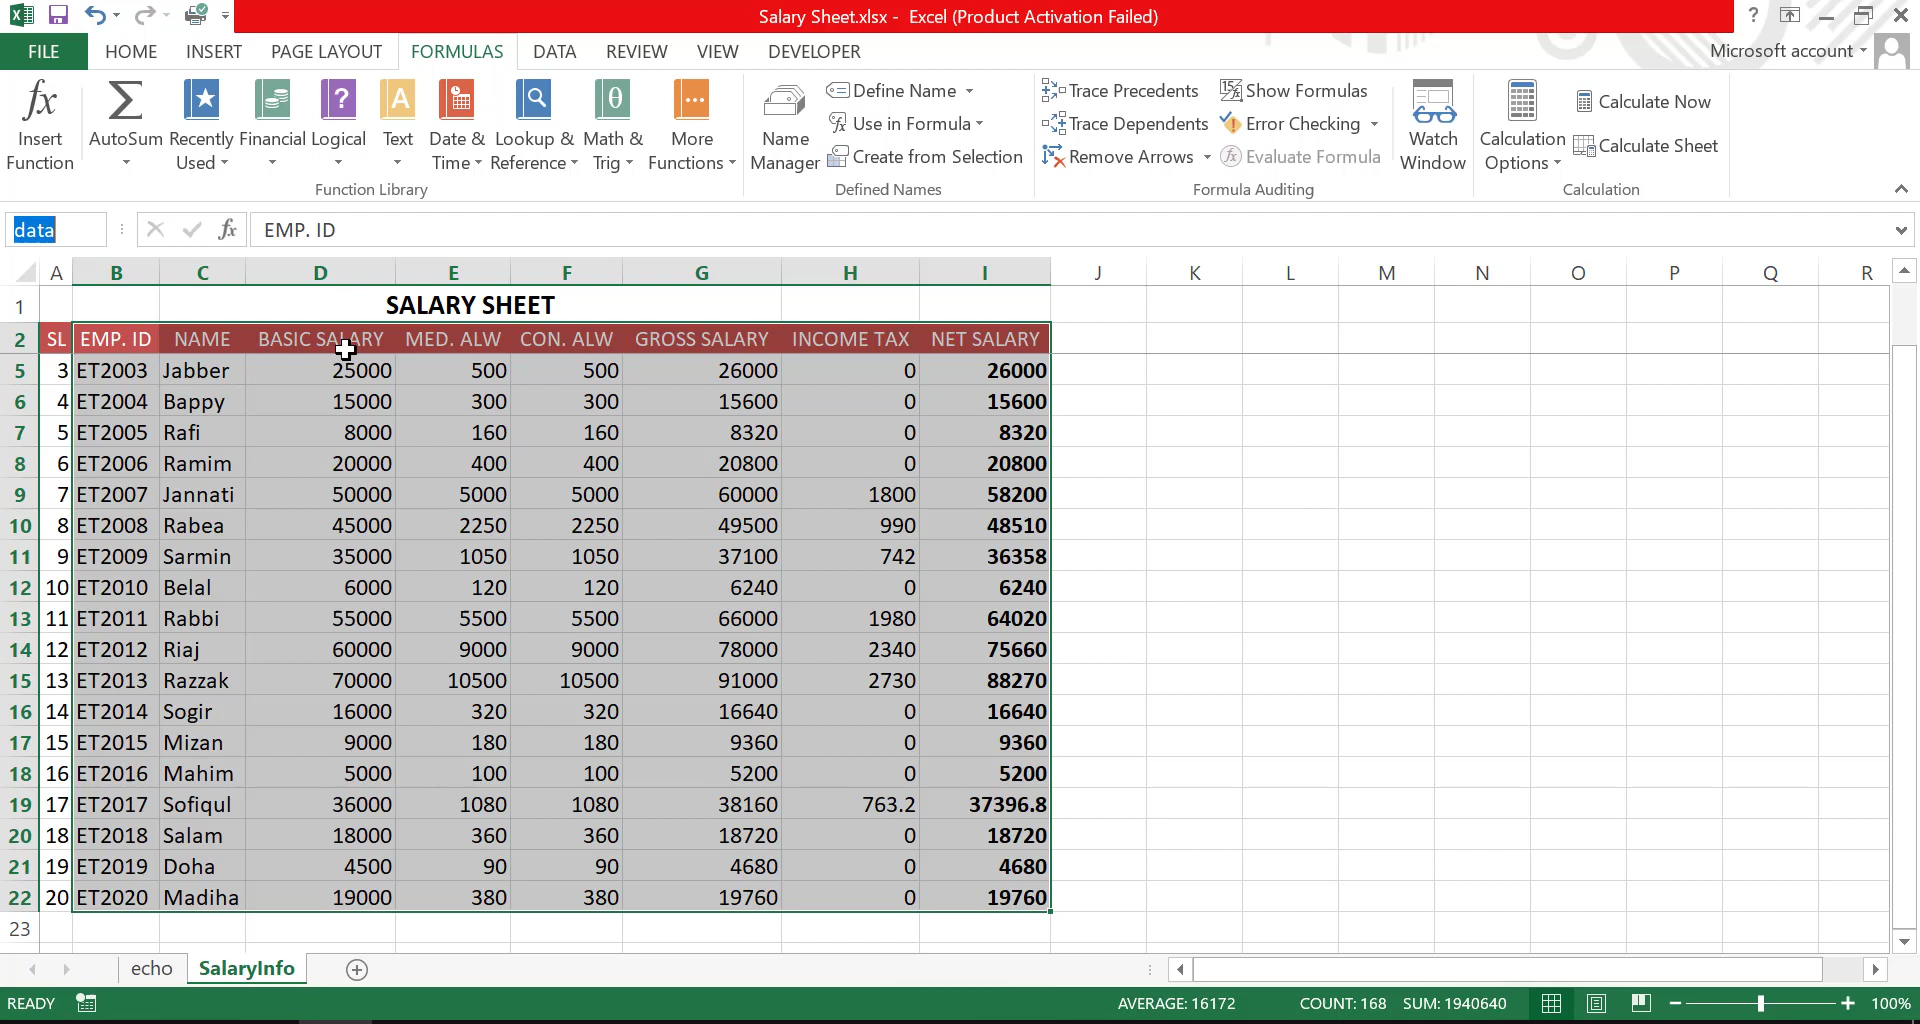 Salary Sheet.xlsx - Excel (Product Activation Failed)
?
FILE HOME INSERT PAGE LAYOUT FORMULAS DATA REVIEW VIEW DEVELOPER Microsoft account
fx Insert Function
Σ AutoSum
Recently Used
Financial
Logical
Text
Date & Time
Lookup & Reference
Math & Trig
More Functions
Function Library
Name Manager
Define Name
Use in Formula
Create from Selection
Defined Names
Trace Precedents
Trace Dependents
Remove Arrows
Show Formulas
Error Checking
Evaluate Formula
Formula Auditing
Watch Window
Calculation Options
Calculate Now
Calculate Sheet
Calculation
data fx EMP. ID
A B C D E F G H I J K L M N O P Q R
1 SALARY SHEET
2 SL EMP. ID NAME BASIC SALARY MED. ALW CON. ALW GROSS SALARY INCOME TAX NET SALARY
5 3 ET2003 Jabber 25000 500 500 26000 0 26000
6 4 ET2004 Bappy 15000 300 300 15600 0 15600
7 5 ET2005 Rafi 8000 160 160 8320 0 8320
8 6 ET2006 Ramim 20000 400 400 20800 0 20800
9 7 ET2007 Jannati 50000 5000 5000 60000 1800 58200
10 8 ET2008 Rabea 45000 2250 2250 49500 990 48510
11 9 ET2009 Sarmin 35000 1050 1050 37100 742 36358
12 10 ET2010 Belal 6000 120 120 6240 0 6240
13 11 ET2011 Rabbi 55000 5500 5500 66000 1980 64020
14 12 ET2012 Riaj 60000 9000 9000 78000 2340 75660
15 13 ET2013 Razzak 70000 10500 10500 91000 2730 88270
16 14 ET2014 Sogir 16000 320 320 16640 0 16640
17 15 ET2015 Mizan 9000 180 180 9360 0 9360
18 16 ET2016 Mahim 5000 100 100 5200 0 5200
19 17 ET2017 Sofiqul 36000 1080 1080 38160 763.2 37396.8
20 18 ET2018 Salam 18000 360 360 18720 0 18720
21 19 ET2019 Doha 4500 90 90 4680 0 4680
22 20 ET2020 Madiha 19000 380 380 19760 0 19760
23
echo SalaryInfo
READY AVERAGE: 16172 COUNT: 168 SUM: 1940640 100%